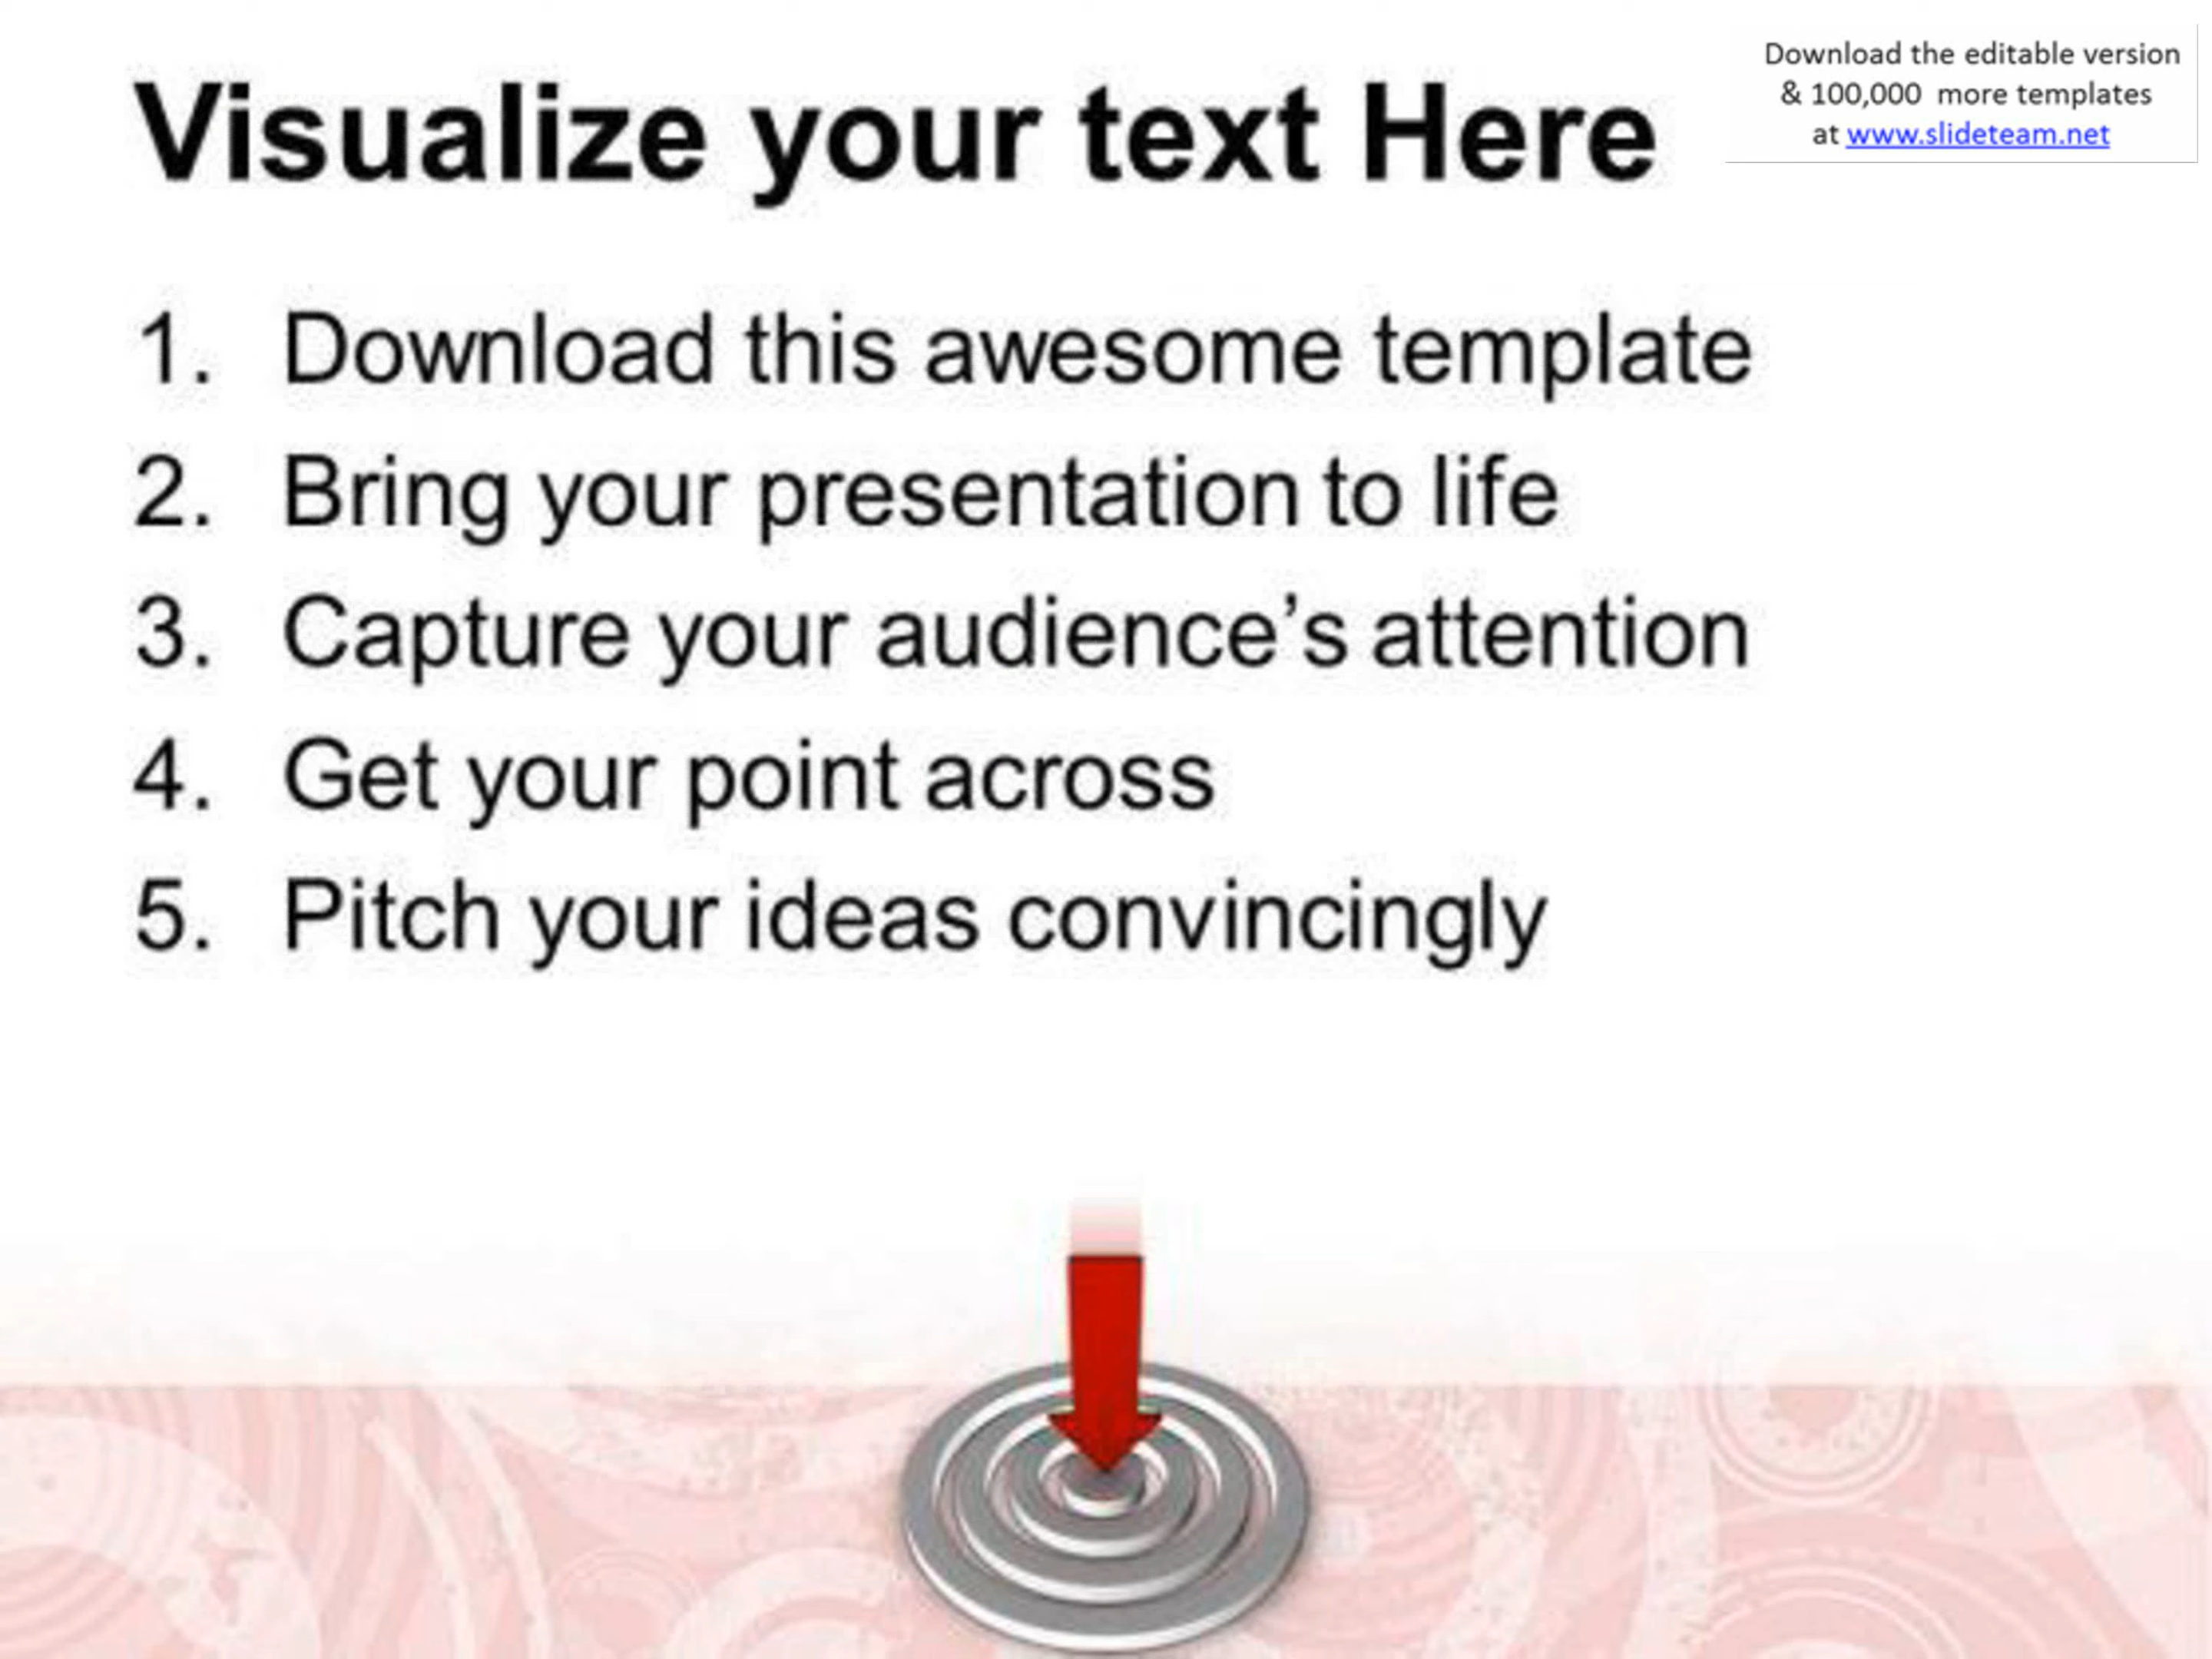 Visualize your text Here
Download the editable version
& 100,000 more templates
at www.slideteam.net
1. Download this awesome template
2. Bring your presentation to life
3. Capture your audience’s attention
4. Get your point across
5. Pitch your ideas convincingly